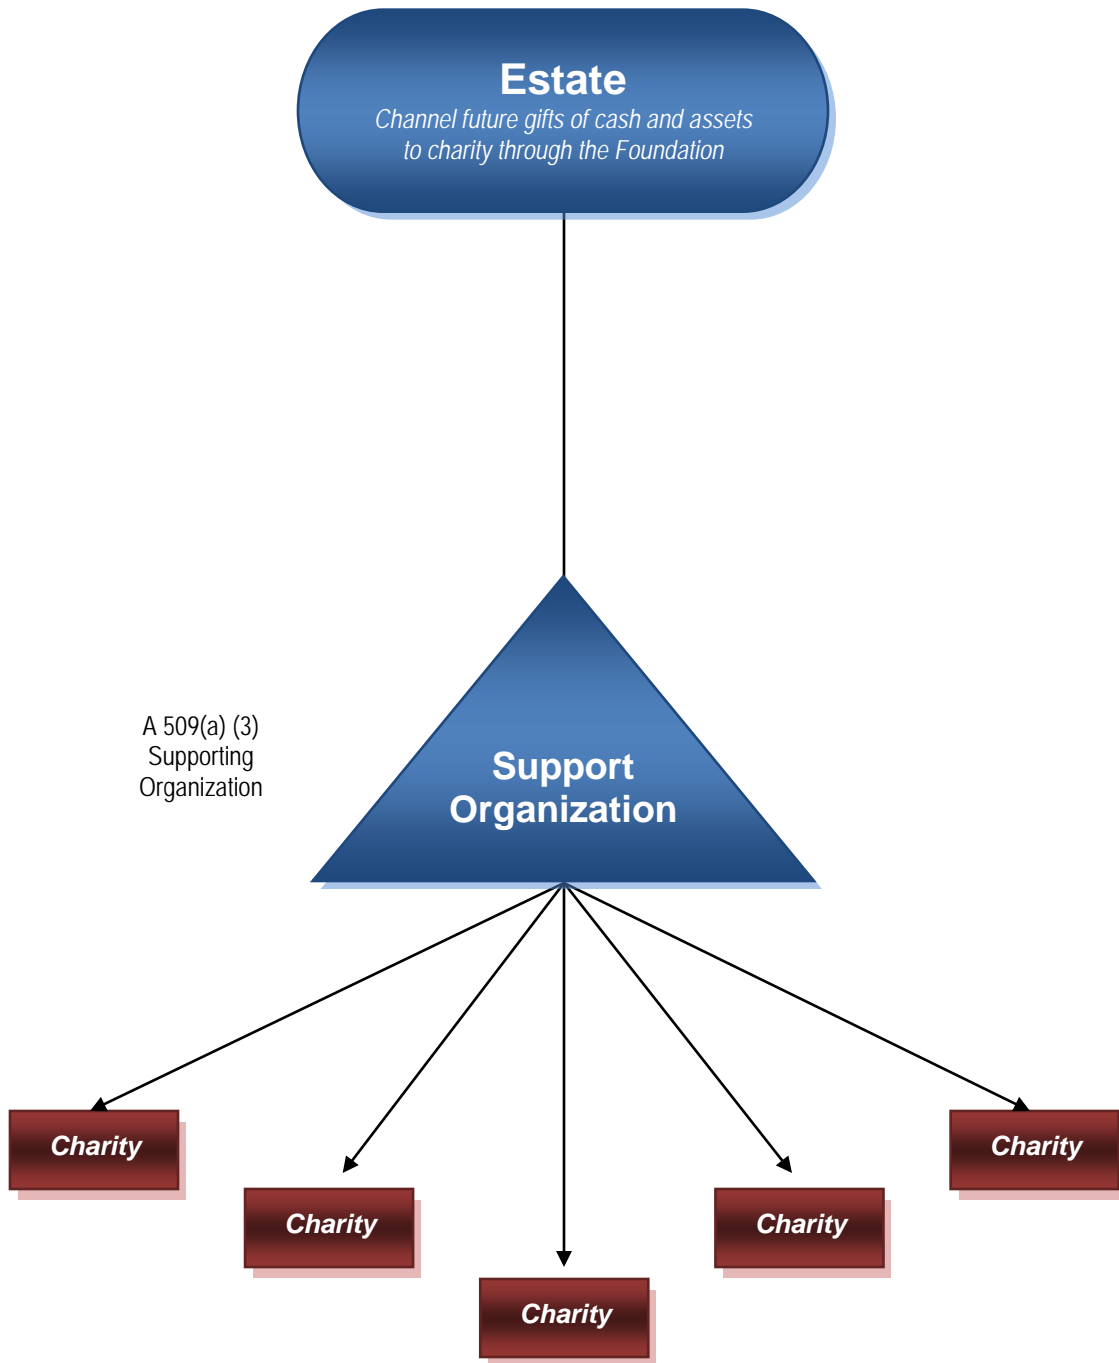 Estate
Channel future gifts of cash and assets
to charity through the Foundation
A 509(a) (3)
Supporting
Organization
Support
Organization
Charity
Charity
Charity
Charity
Charity